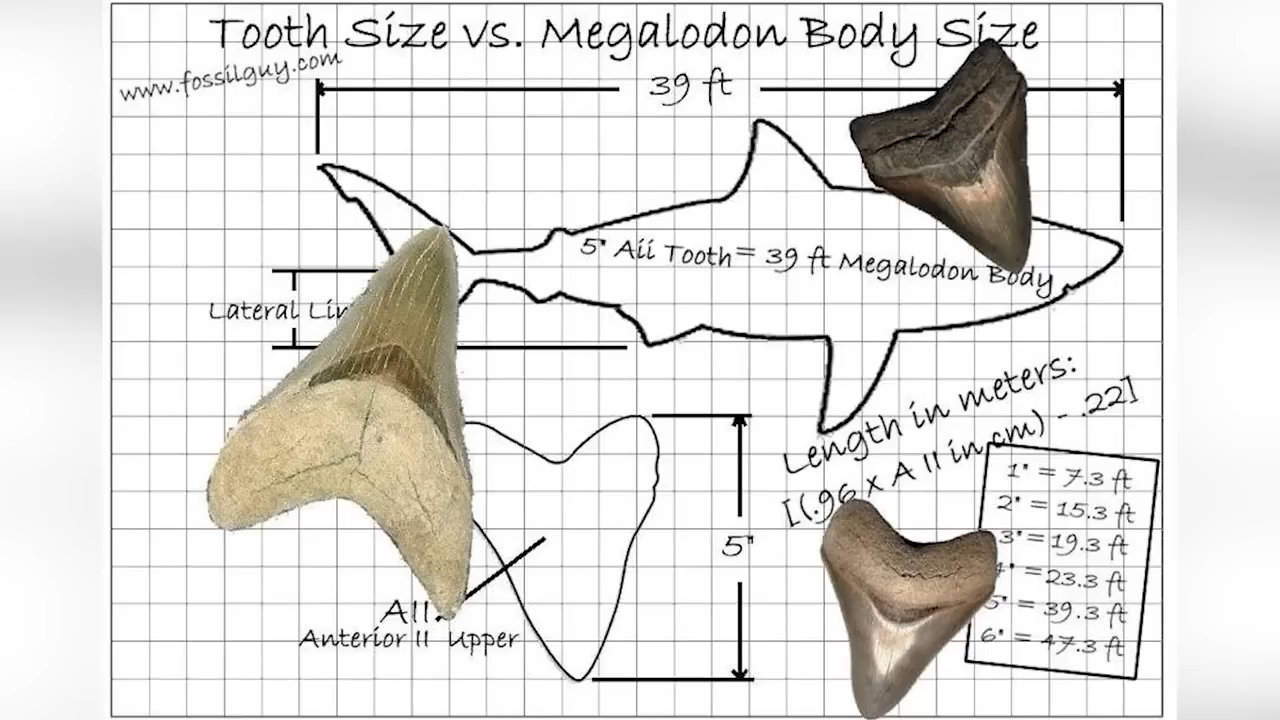 Tooth Size vs. Megalodon Body Size
www.fossilguy.com
39 ft
5" Aii Tooth = 39 ft Megalodon Body
Lateral Lin
Length in meters:
[(.96 x A II in cm) - .22]
1" = 7.3 ft
2" = 15.3 ft
3" = 19.3 ft
4" = 23.3 ft
5" = 39.3 ft
6" = 47.3 ft
5"
AII
Anterior II Upper